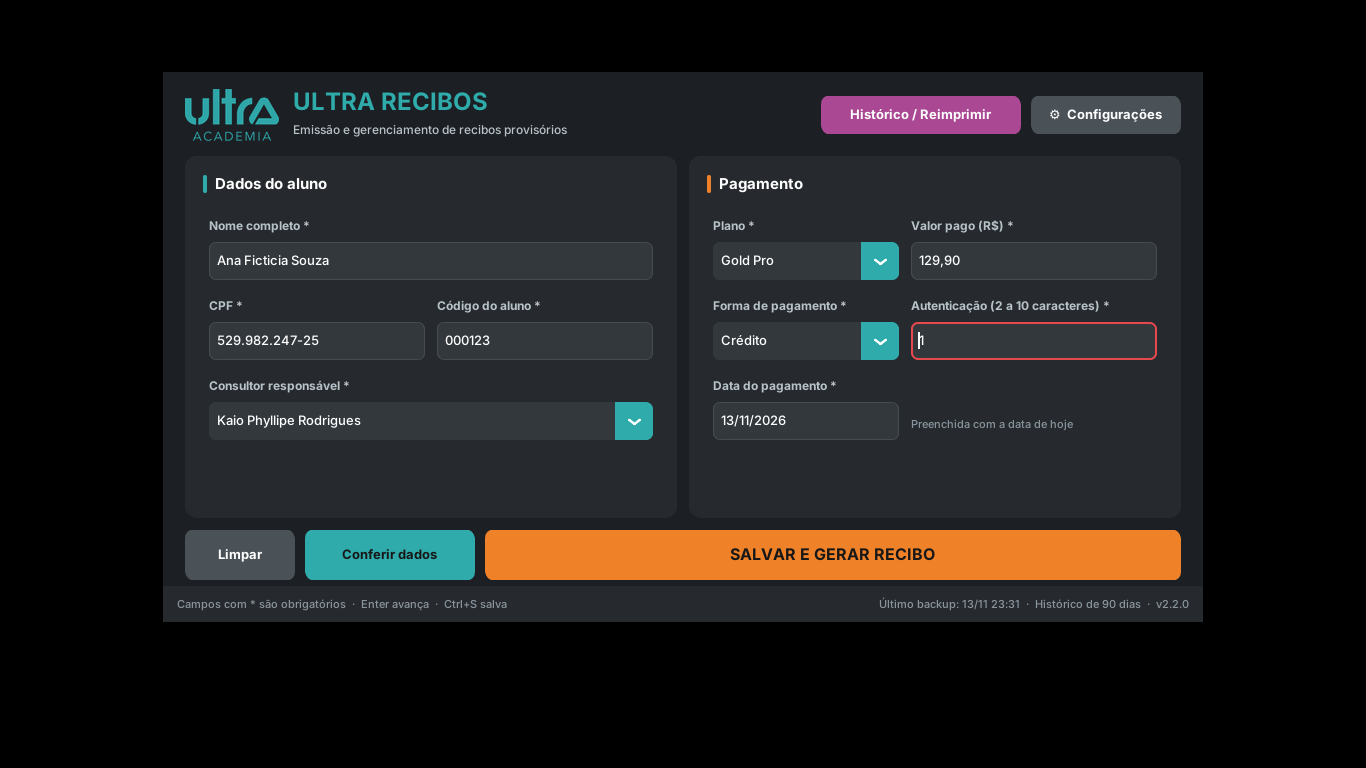 ultra
ACADEMIA
ULTRA RECIBOS
Emissão e gerenciamento de recibos provisórios
Histórico / Reimprimir
⚙ Configurações
Dados do aluno
Nome completo *
Ana Ficticia Souza
CPF *
Código do aluno *
529.982.247-25
000123
Consultor responsável *
Kaio Phyllipe Rodrigues
Pagamento
Plano *
Valor pago (R$) *
Gold Pro
129,90
Forma de pagamento *
Autenticação (2 a 10 caracteres) *
Crédito
1
Data do pagamento *
13/11/2026
Preenchida com a data de hoje
Limpar
Conferir dados
SALVAR E GERAR RECIBO
Campos com * são obrigatórios · Enter avança · Ctrl+S salva
Último backup: 13/11 23:31 · Histórico de 90 dias · v2.2.0